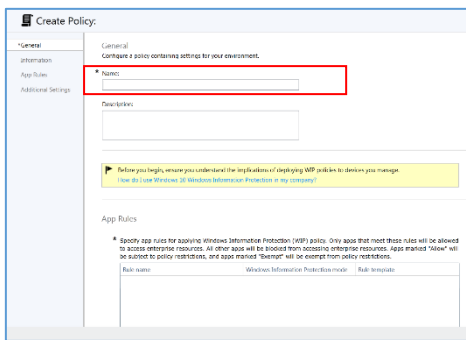 Create Policy:
*General
Information
App Rules
Additional Settings
General
Configure a policy containing settings for your environment.
* Name:
Description:
Before you begin, ensure you understand the implications of deploying WIP policies to devices you manage.
How do I use Windows 10 Windows Information Protection in my company?
App Rules
* Specify app rules for applying Windows Information Protection (WIP) policy. Only apps that meet these rules will be allowed
to access enterprise resources. All other apps will be blocked from accessing enterprise resources. Apps marked "Allow" will
be subject to policy restrictions, and apps marked "Exempt" will be exempt from policy restrictions.
Rule name Windows Information Protection mode Rule template